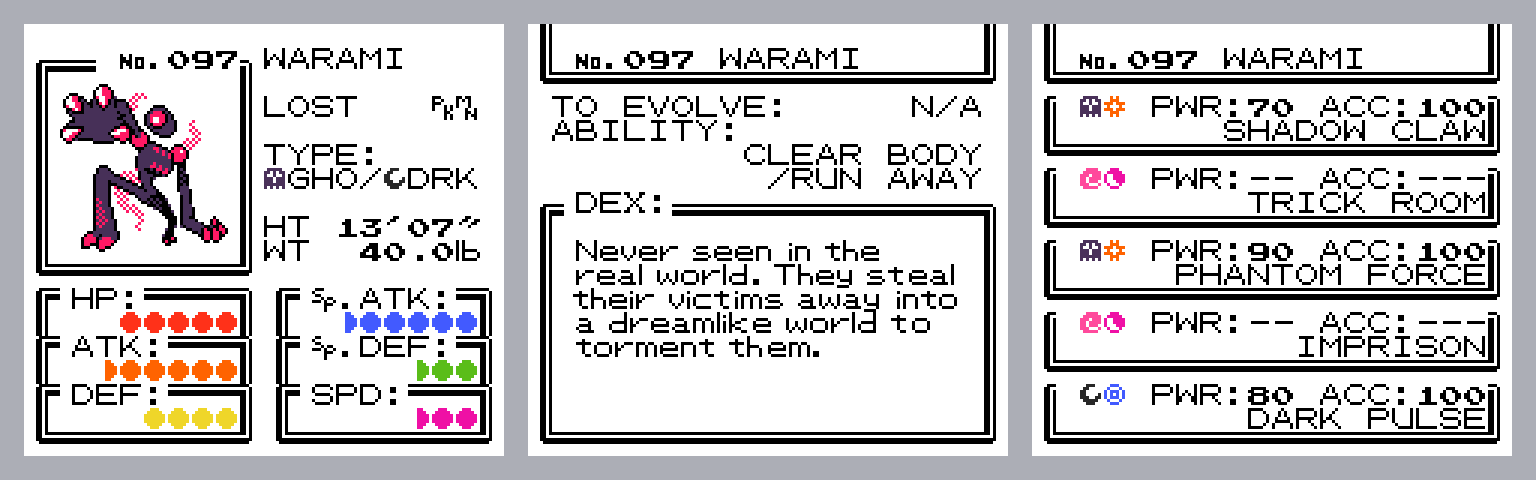 No. 097 WARAMI
LOST PKMN
TYPE:
GHO/DRK
HT 13′07″
WT 40.0lb
HP:
ATK:
DEF:
Sp.ATK:
Sp.DEF:
SPD:
No. 097 WARAMI
TO EVOLVE: N/A
ABILITY:
CLEAR BODY
/RUN AWAY
DEX:
Never seen in the
real world. They steal
their victims away into
a dreamlike world to
torment them.
No. 097 WARAMI
PWR:70 ACC:100
SHADOW CLAW
PWR:-- ACC:---
TRICK ROOM
PWR:90 ACC:100
PHANTOM FORCE
PWR:-- ACC:---
IMPRISON
PWR:80 ACC:100
DARK PULSE